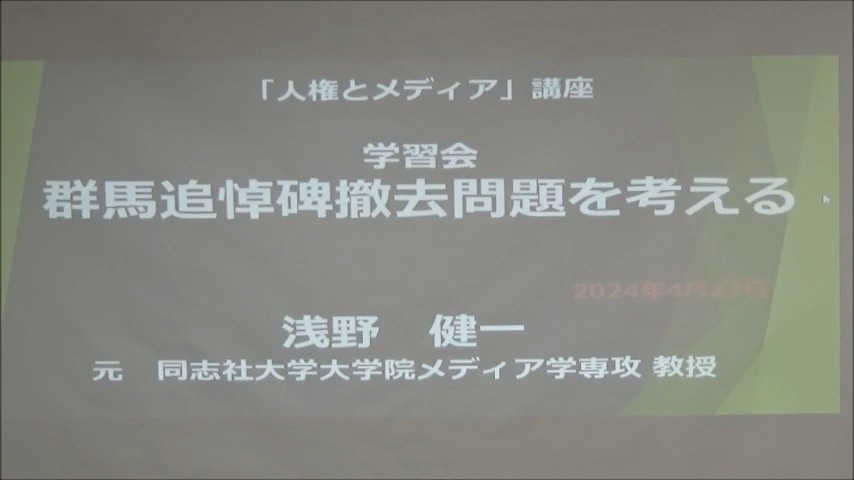 「人権とメディア」講座
学習会
群馬追悼碑撤去問題を考える
2024年4月27日
浅野　健一
元　同志社大学大学院メディア学専攻 教授